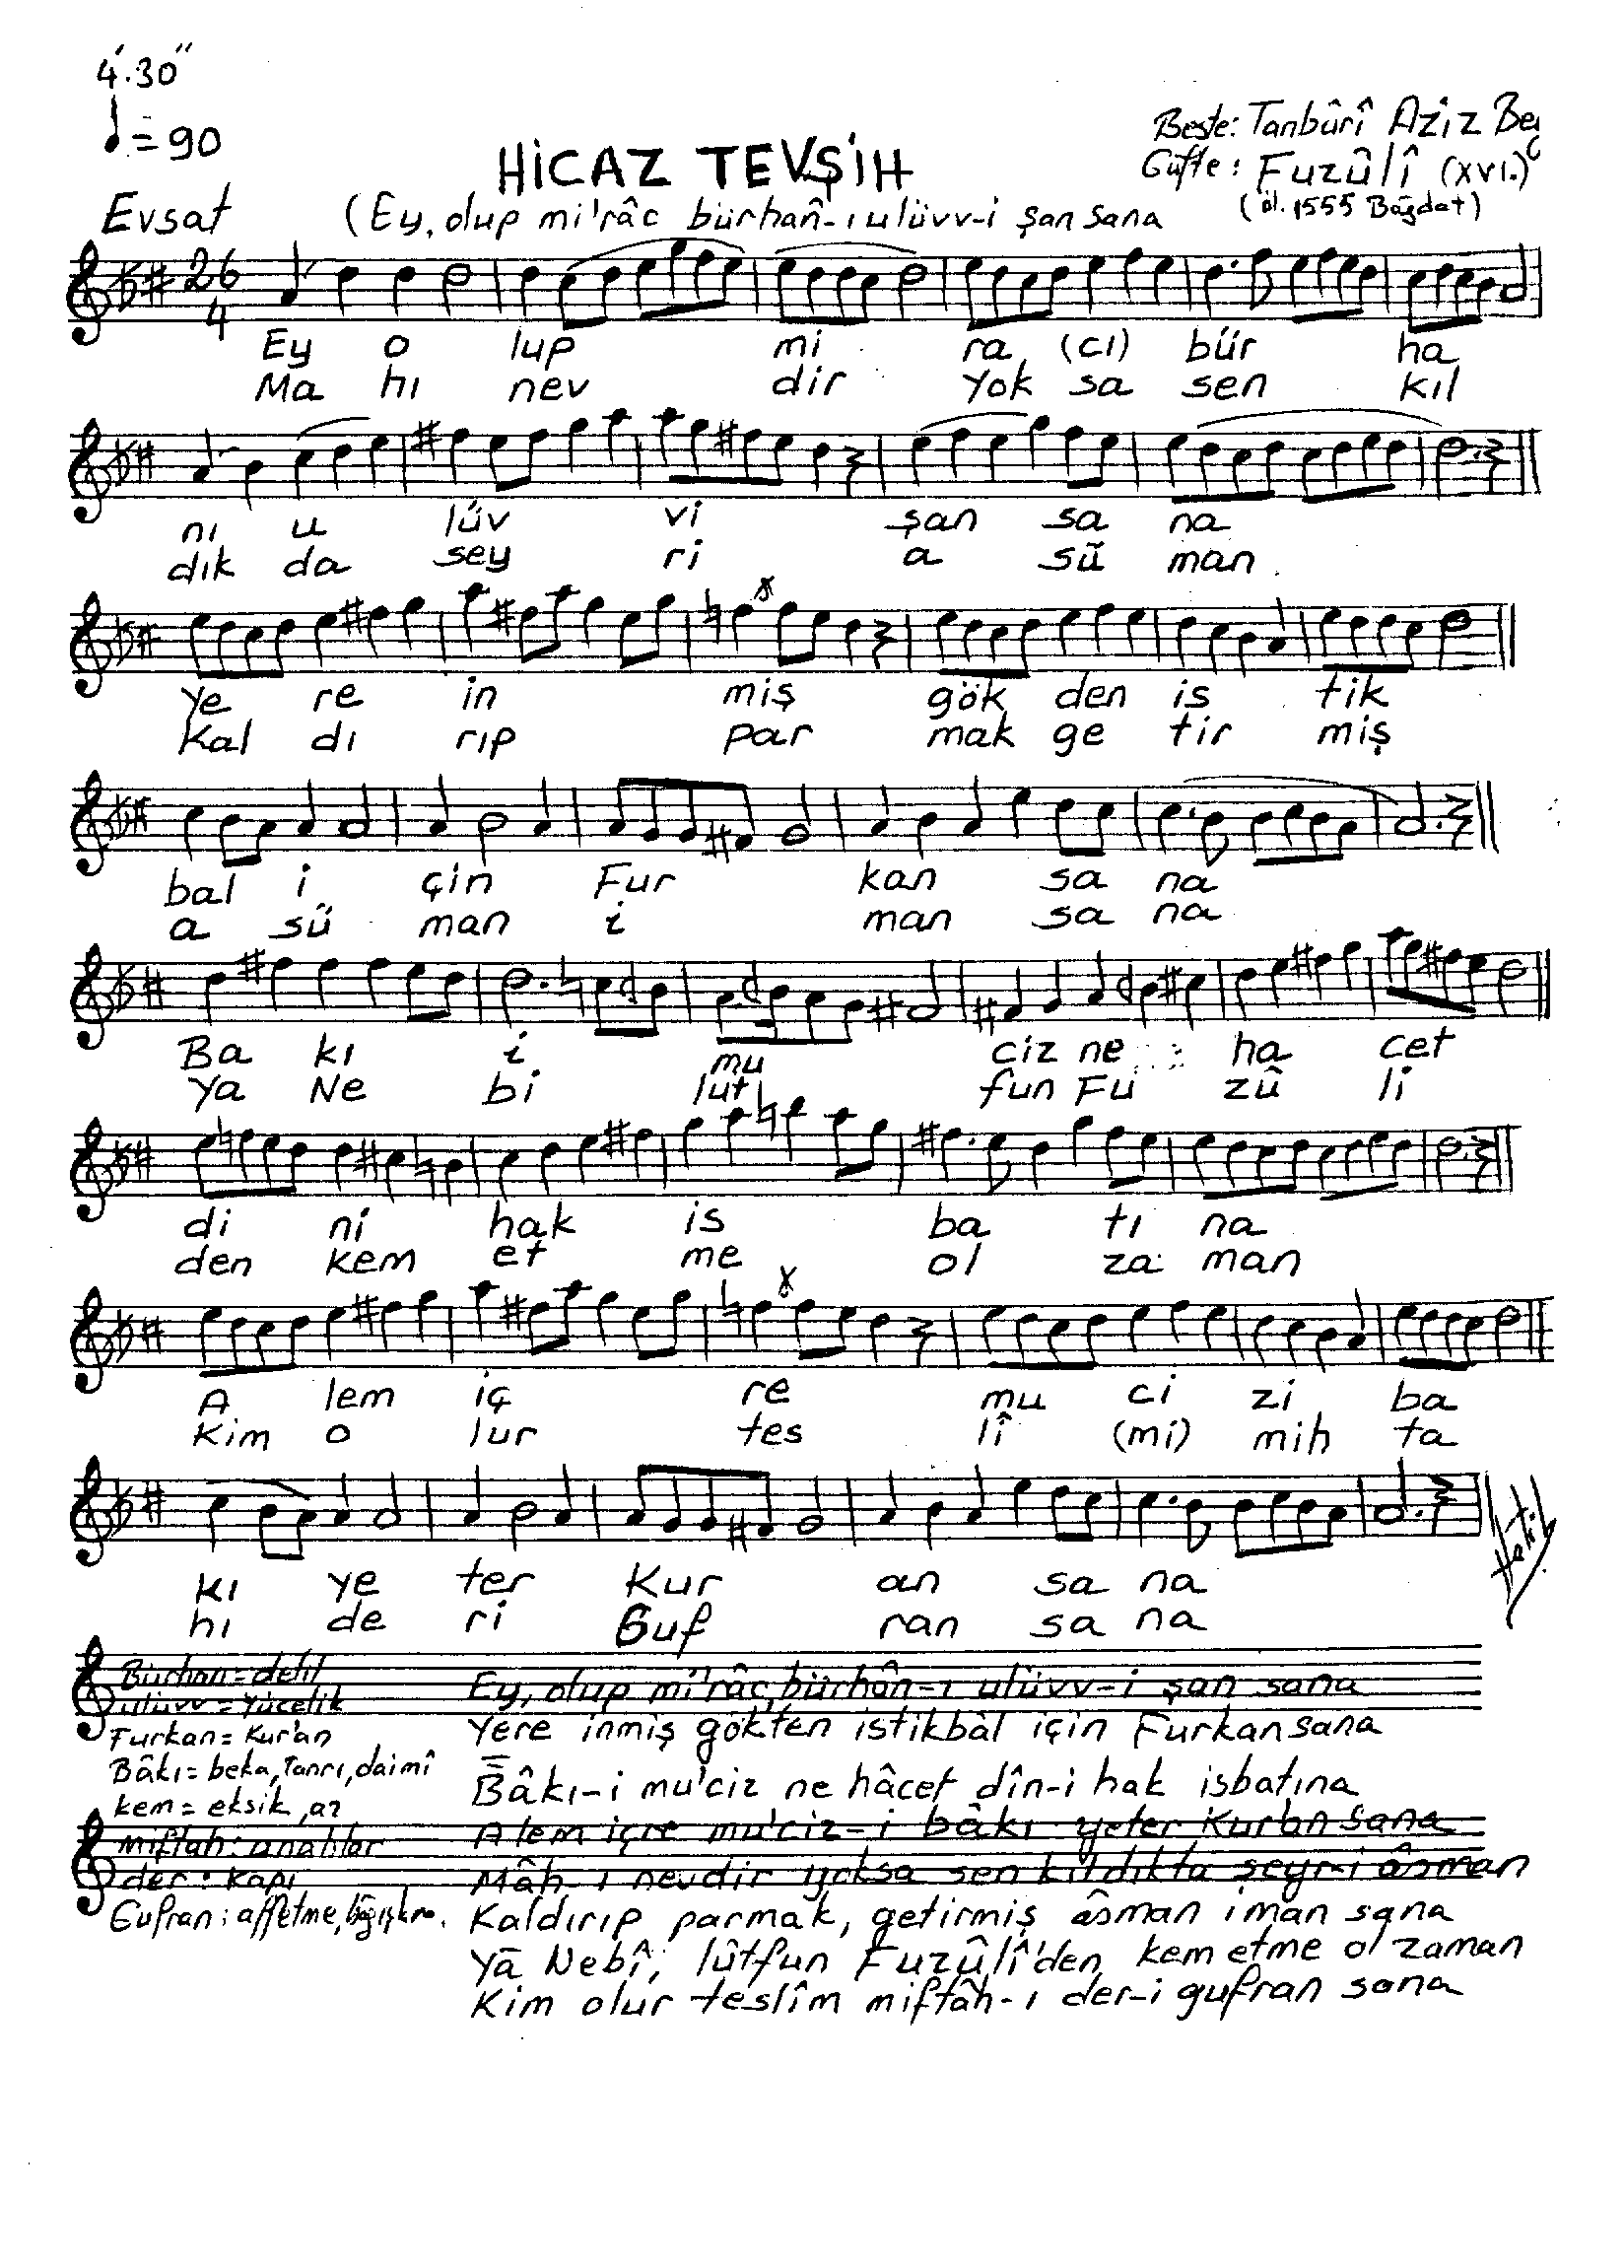 4'.30''
♩=90
HİCAZ TEVŞİH
Beste: Tanbûrî Aziz Bey
Güfte: Fuzûlî (XVI.)
(öl. 1555 Bağdat)
Evsat
(Ey, olup mi'râc bürhan-ı ulüvv-i şan sana
26
4
Ey o lup mi ra (cı) bür ha
Ma hı nev dir Yok sa sen kıl
nı u lüv vi şan sa na
dık da sey ri a sü man
Ye re in miş gök den is tik
Kal dı rıp par mak ge tir miş
bal i çin Fur kan sa na
a sü man i man sa na
Ba kı i mu ciz ne ha cet
Ya Ne bi lut fun Fu zû li
di ni hak is ba tı na
den kem et me ol za man
A lem iç re mu ci zi ba
Kim o lur tes lî (mi) mih ta
kı ye ter Kur an sa na
hı de ri Guf ran sa na
Bürhan = delil
ulüvv = yücelik
Furkan = Kur'an
Bâkı = beka, Tanrı, daimî
kem = eksik, az
miftah: anahtar
der: kapı
Gufran: affetme, bağışlama.
Ey, olup mi'râc, bürhân-ı ulüvv-i şan sana
Yere inmiş gök'ten istikbâl için Furkan sana
Bâkı-i mu'ciz ne hâcet dîn-i hak isbatına
Alem içre mu'ciz-i bâkı yeter Kur'an sana
Mâh-ı nevdir yoksa sen kıldıkta seyr-i âsman
Kaldırıp parmak, getirmiş âsman iman sana
Yâ Nebî, lûtfun Fuzûlî'den kem etme ol zaman
Kim olur teslîm miftâh-ı der-i gufran sana